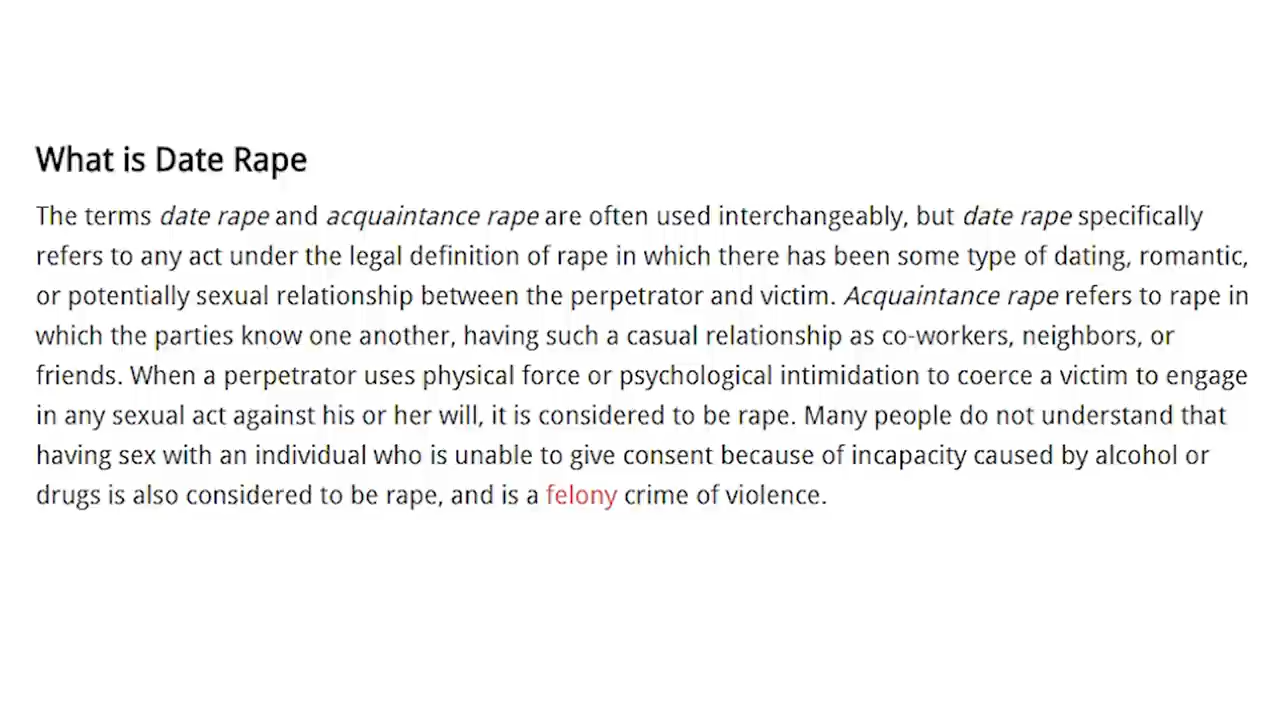 What is Date Rape
The terms date rape and acquaintance rape are often used interchangeably, but date rape specifically
refers to any act under the legal definition of rape in which there has been some type of dating, romantic,
or potentially sexual relationship between the perpetrator and victim. Acquaintance rape refers to rape in
which the parties know one another, having such a casual relationship as co-workers, neighbors, or
friends. When a perpetrator uses physical force or psychological intimidation to coerce a victim to engage
in any sexual act against his or her will, it is considered to be rape. Many people do not understand that
having sex with an individual who is unable to give consent because of incapacity caused by alcohol or
drugs is also considered to be rape, and is a felony crime of violence.